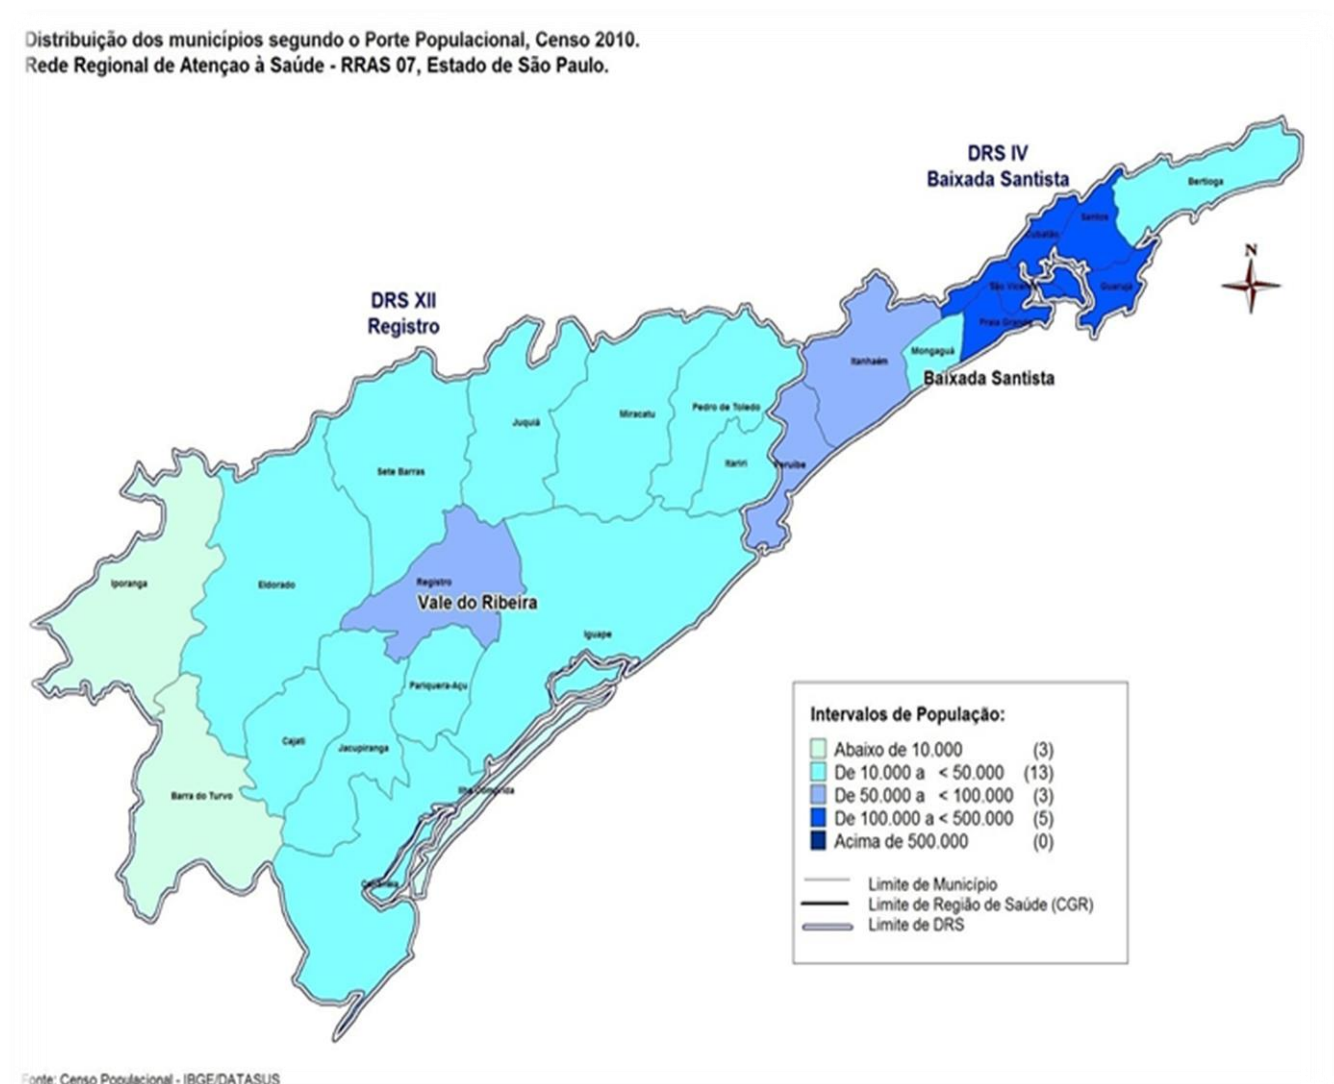 Distribuição dos municípios segundo o Porte Populacional, Censo 2010.
Rede Regional de Atençao à Saúde - RRAS 07, Estado de São Paulo.
DRS IV
Baixada Santista
Bertioga
Santos
Cubatão
N
São Vicente
Guarujá
DRS XII
Registro
Praia Grande
Mongaguá
Itanhaém
Baixada Santista
Pedro de Toledo
Miracatu
Juquiá
Itariri
Peruíbe
Sete Barras
Iporanga
Eldorado
Registro
Vale do Ribeira
Iguape
Pariquera-Açu
Cajati
Jacupiranga
Ilha Comprida
Barra do Turvo
Cananéia
Intervalos de População:
Abaixo de 10.000 (3)
De 10.000 a < 50.000 (13)
De 50.000 a < 100.000 (3)
De 100.000 a < 500.000 (5)
Acima de 500.000 (0)
Limite de Município
Limite de Região de Saúde (CGR)
Limite de DRS
Fonte: Censo Populacional - IBGE/DATASUS